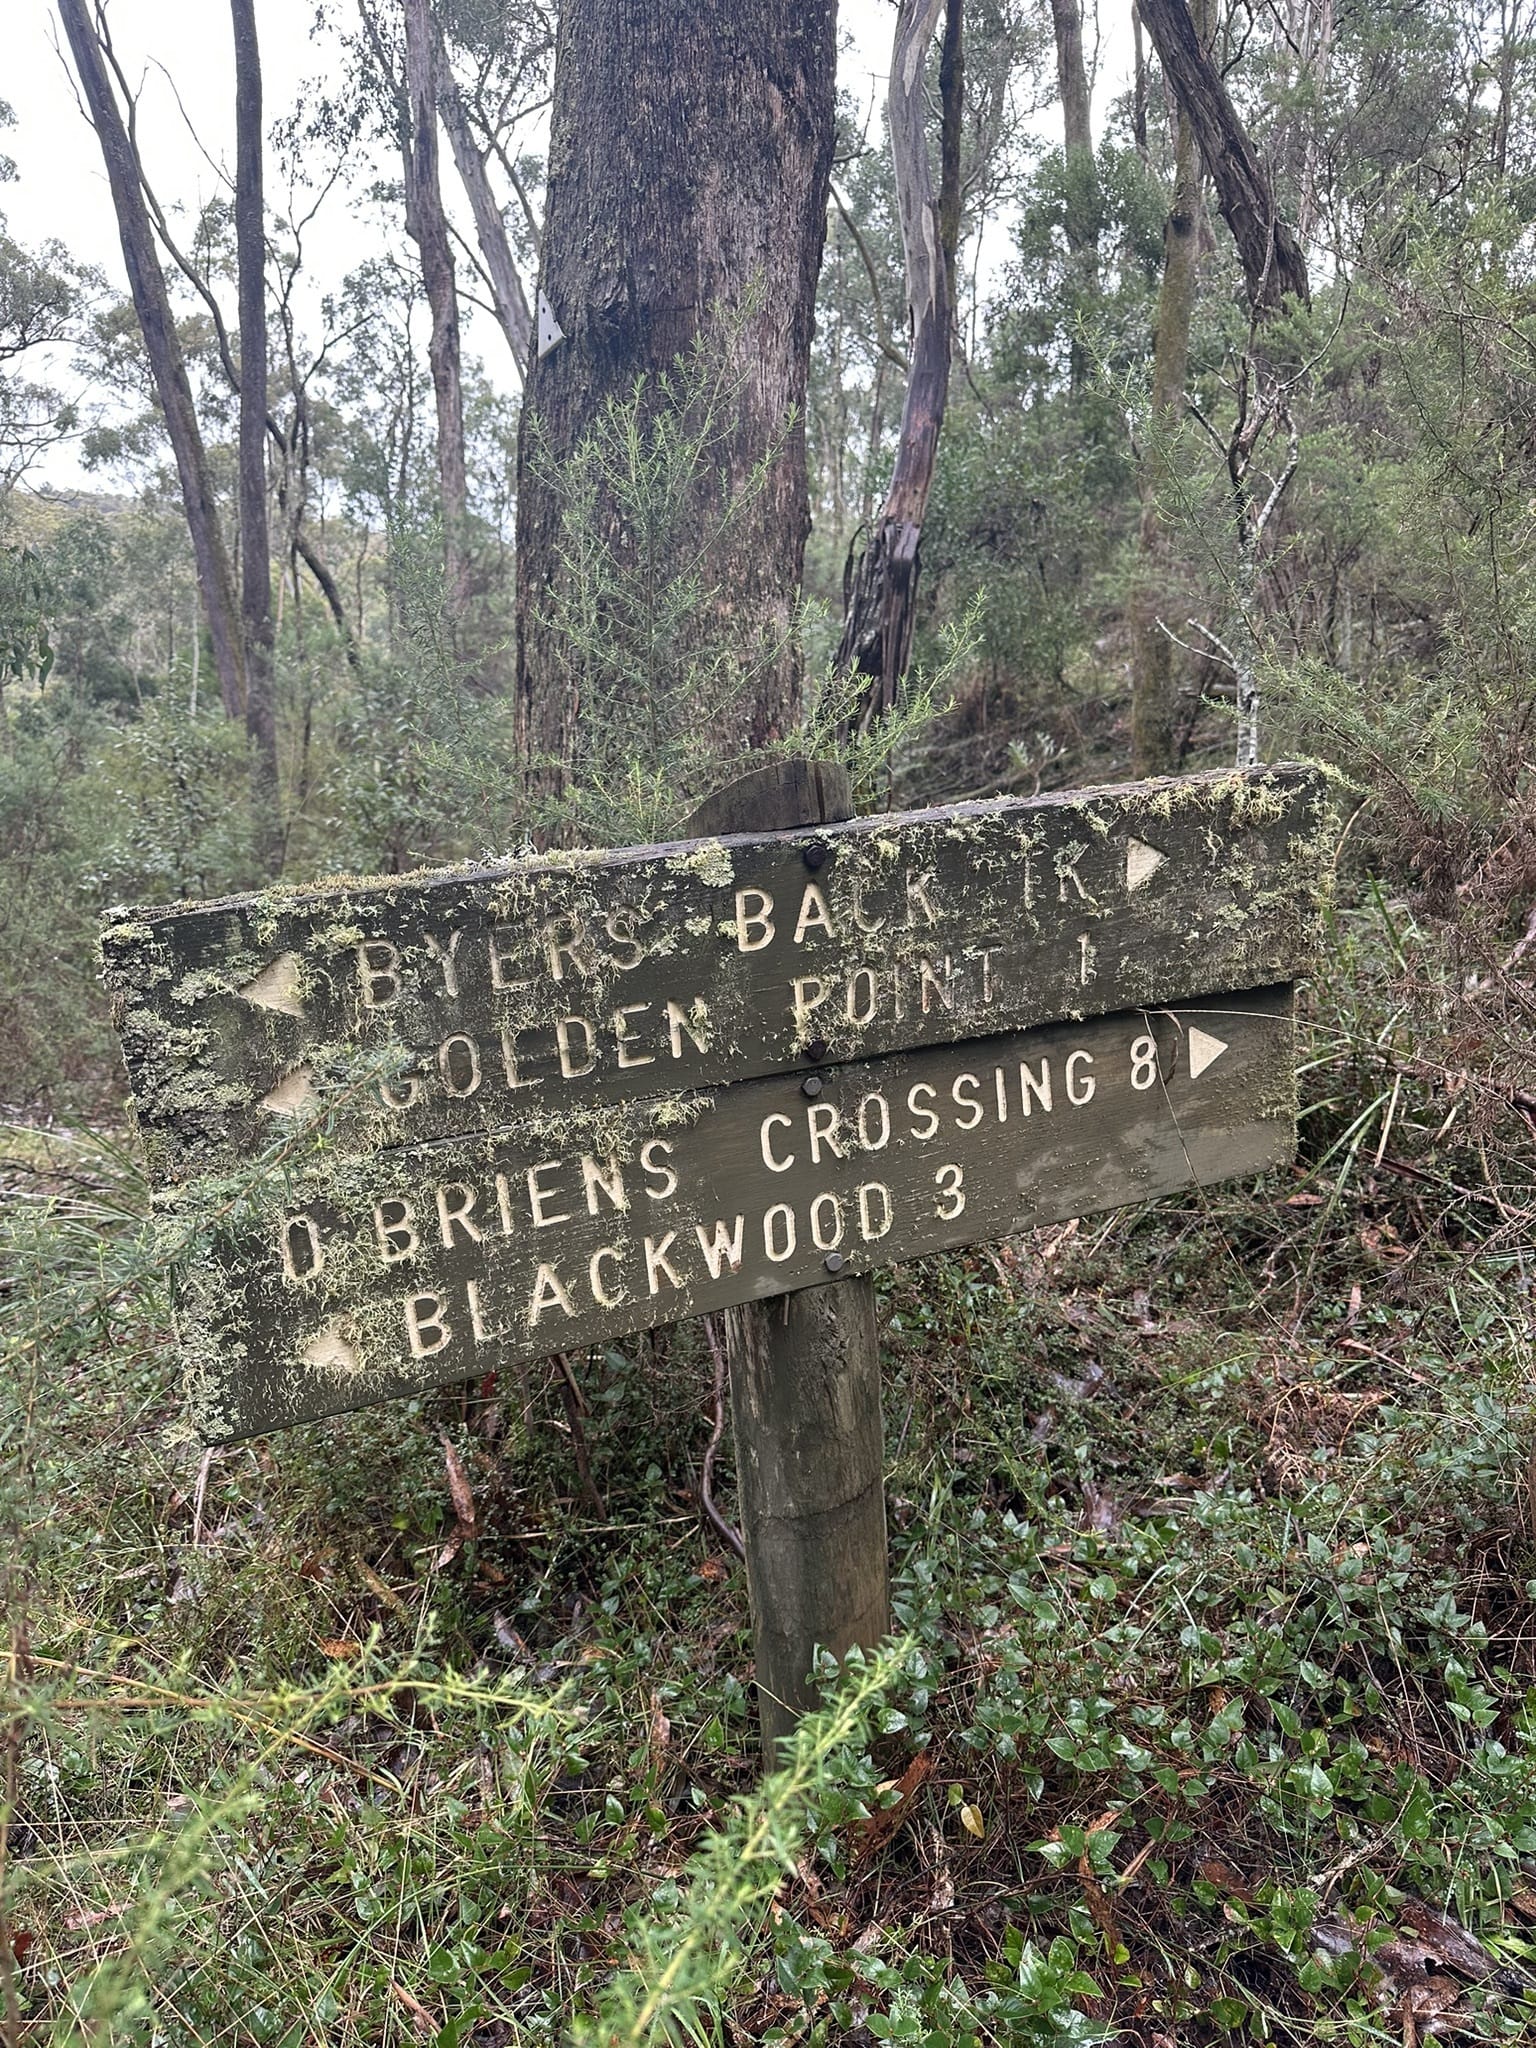 BYERS BACK TK
GOLDEN POINT 1
O BRIENS CROSSING 8
BLACKWOOD 3